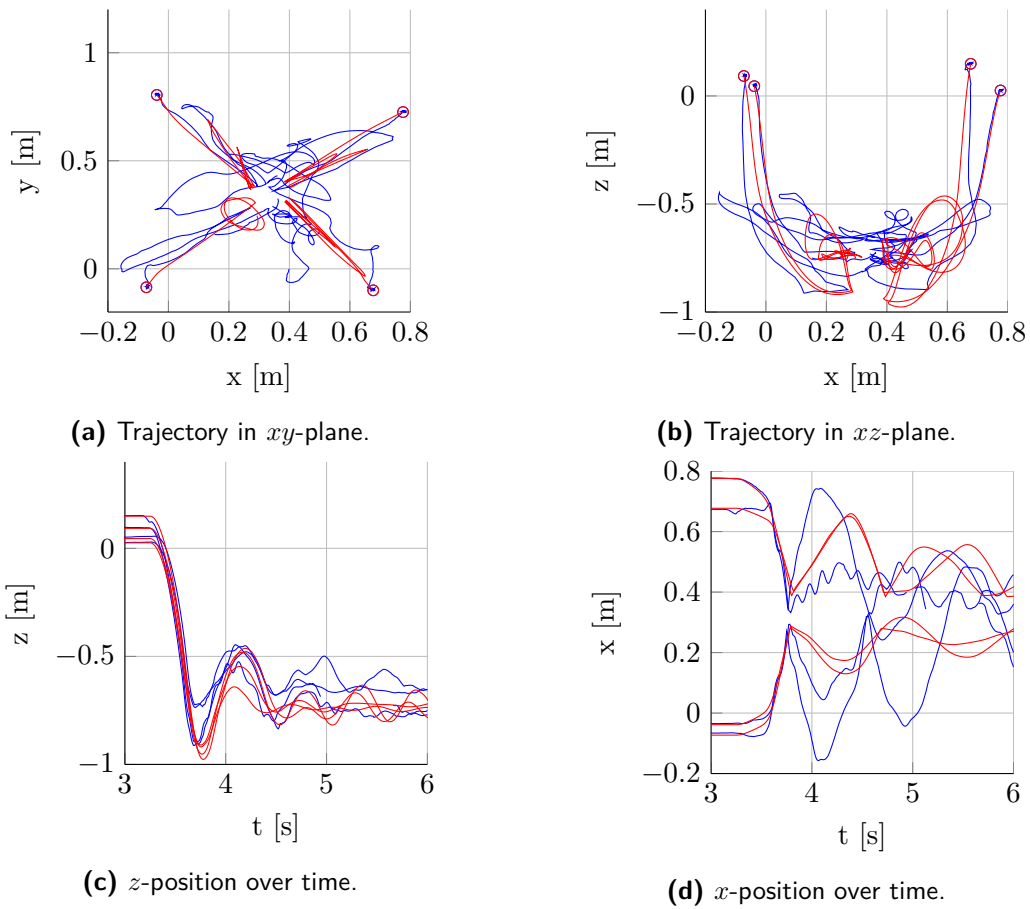 1
0.5
0
y [m]
−0.2 0 0.2 0.4 0.6 0.8
x [m]
(a) Trajectory in xy-plane.
0
−0.5
−1
z [m]
−0.2 0 0.2 0.4 0.6 0.8
x [m]
(b) Trajectory in xz-plane.
0
−0.5
−1
z [m]
3 4 5 6
t [s]
(c) z-position over time.
0.8
0.6
0.4
0.2
0
−0.2
x [m]
3 4 5 6
t [s]
(d) x-position over time.